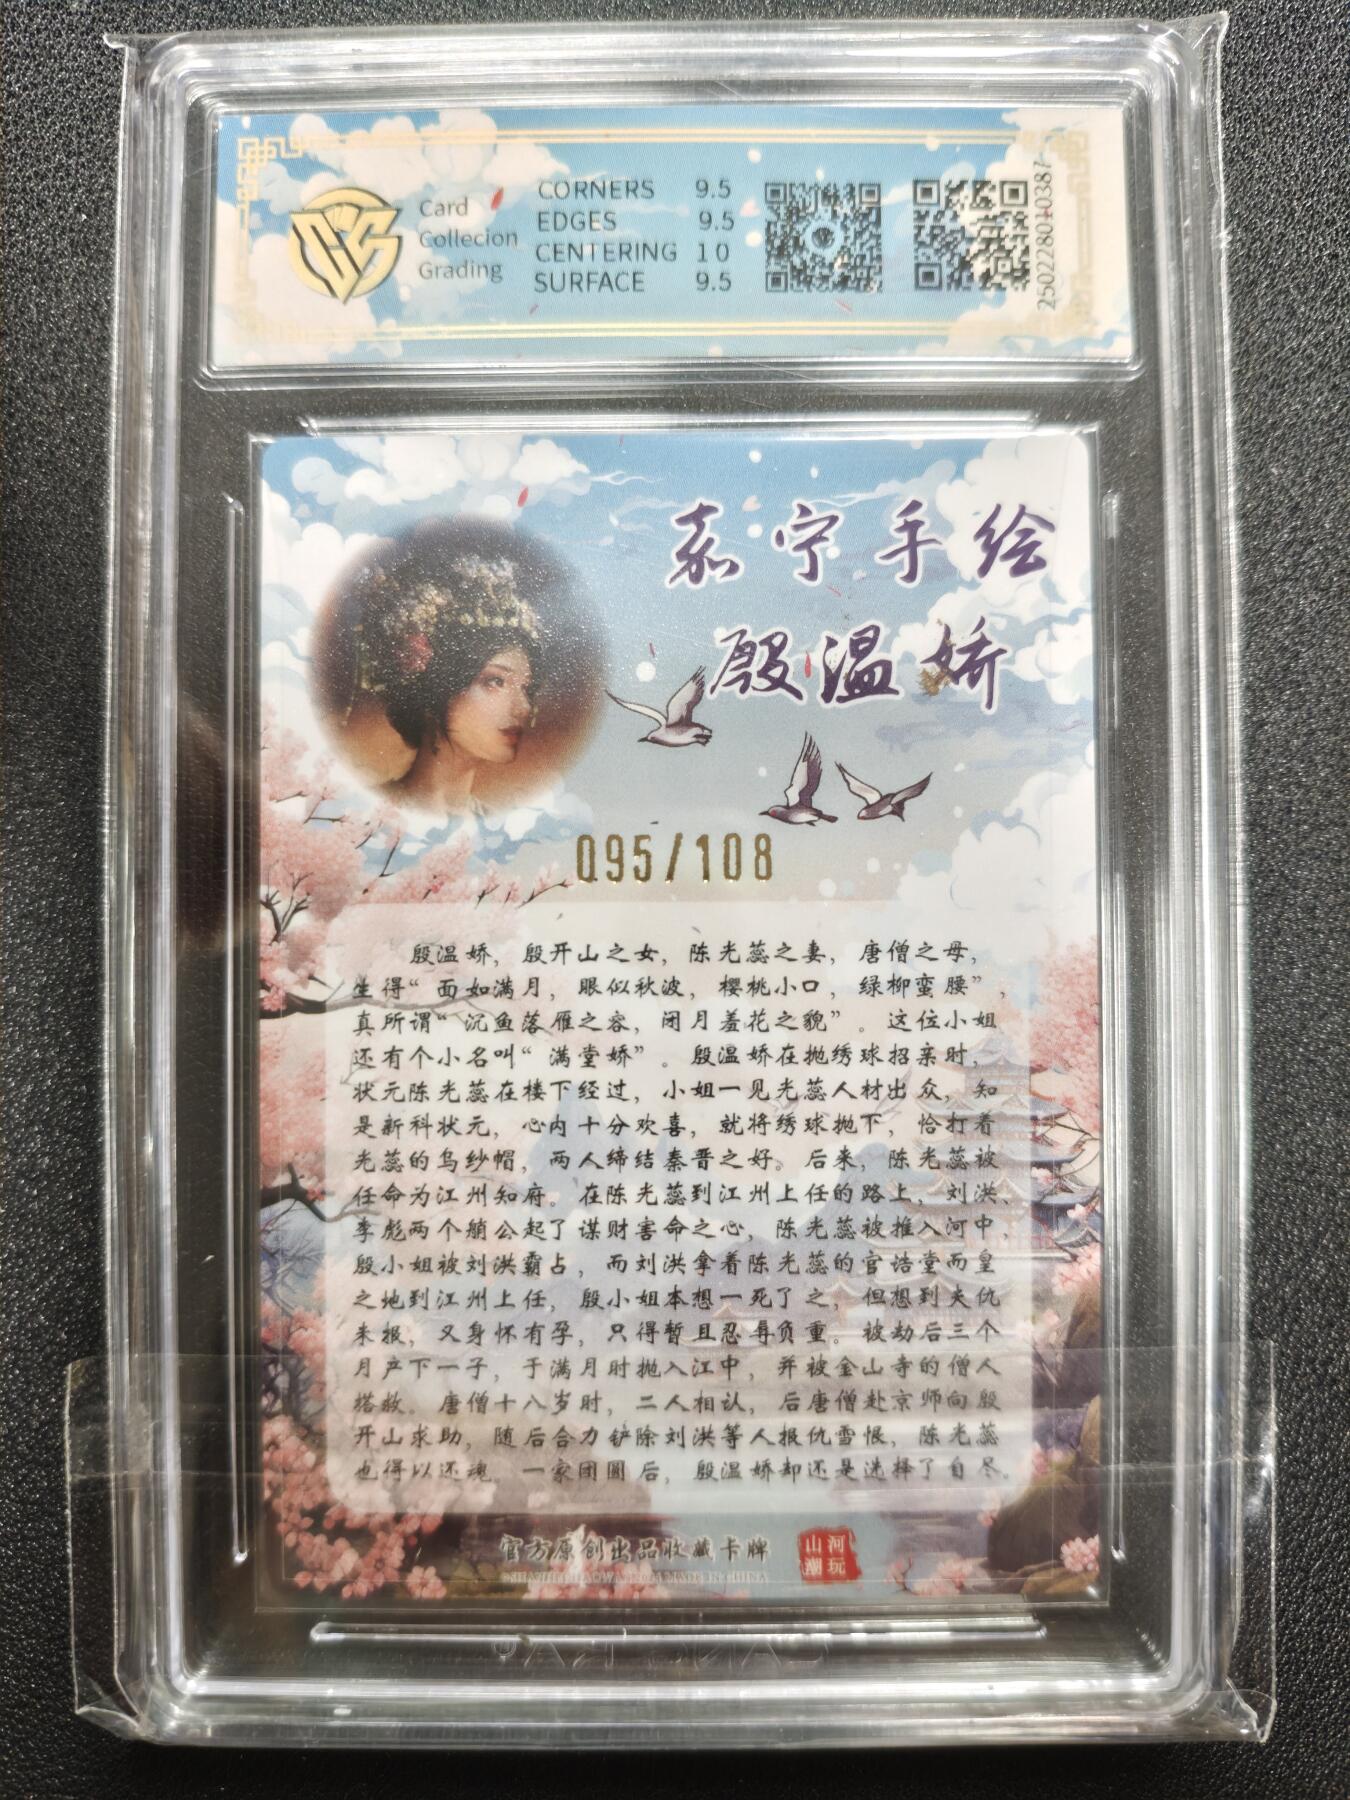 Card
Collecion
Grading
CORNERS 9.5
EDGES 9.5
CENTERING 10
SURFACE 9.5
2502280103​87
嘉宁手绘
殷温娇
095/108
殷温娇，殷开山之女，陈光蕊之妻，唐僧之母，
生得“面如满月，眼似秋波，樱桃小口，绿柳蛮腰”，
真所谓“沉鱼落雁之容，闭月羞花之貌”。这位小姐
还有个小名叫“满堂娇”。殷温娇在抛绣球招亲时，
状元陈光蕊在楼下经过，小姐一见光蕊人材出众，知
是新科状元，心内十分欢喜，就将绣球抛下，恰打着
光蕊的乌纱帽，两人缔结秦晋之好。后来，陈光蕊被
任命为江州知府。在陈光蕊到江州上任的路上，刘洪、
李彪两个艄公起了谋财害命之心，陈光蕊被推入河中，
殷小姐被刘洪霸占，而刘洪拿着陈光蕊的官诰堂而皇
之地到江州上任，殷小姐本想一死了之，但想到夫仇
未报，又身怀有孕，只得暂且忍辱负重。被劫后三个
月产下一子，于满月时抛入江中，并被金山寺的僧人
搭救。唐僧十八岁时，二人相认，后唐僧赴京师向殷
开山求助，随后合力铲除刘洪等人报仇雪恨，陈光蕊
也得以还魂。一家团圆后，殷温娇却还是选择了自尽。
官方原创出品收藏卡牌
山河
潮玩